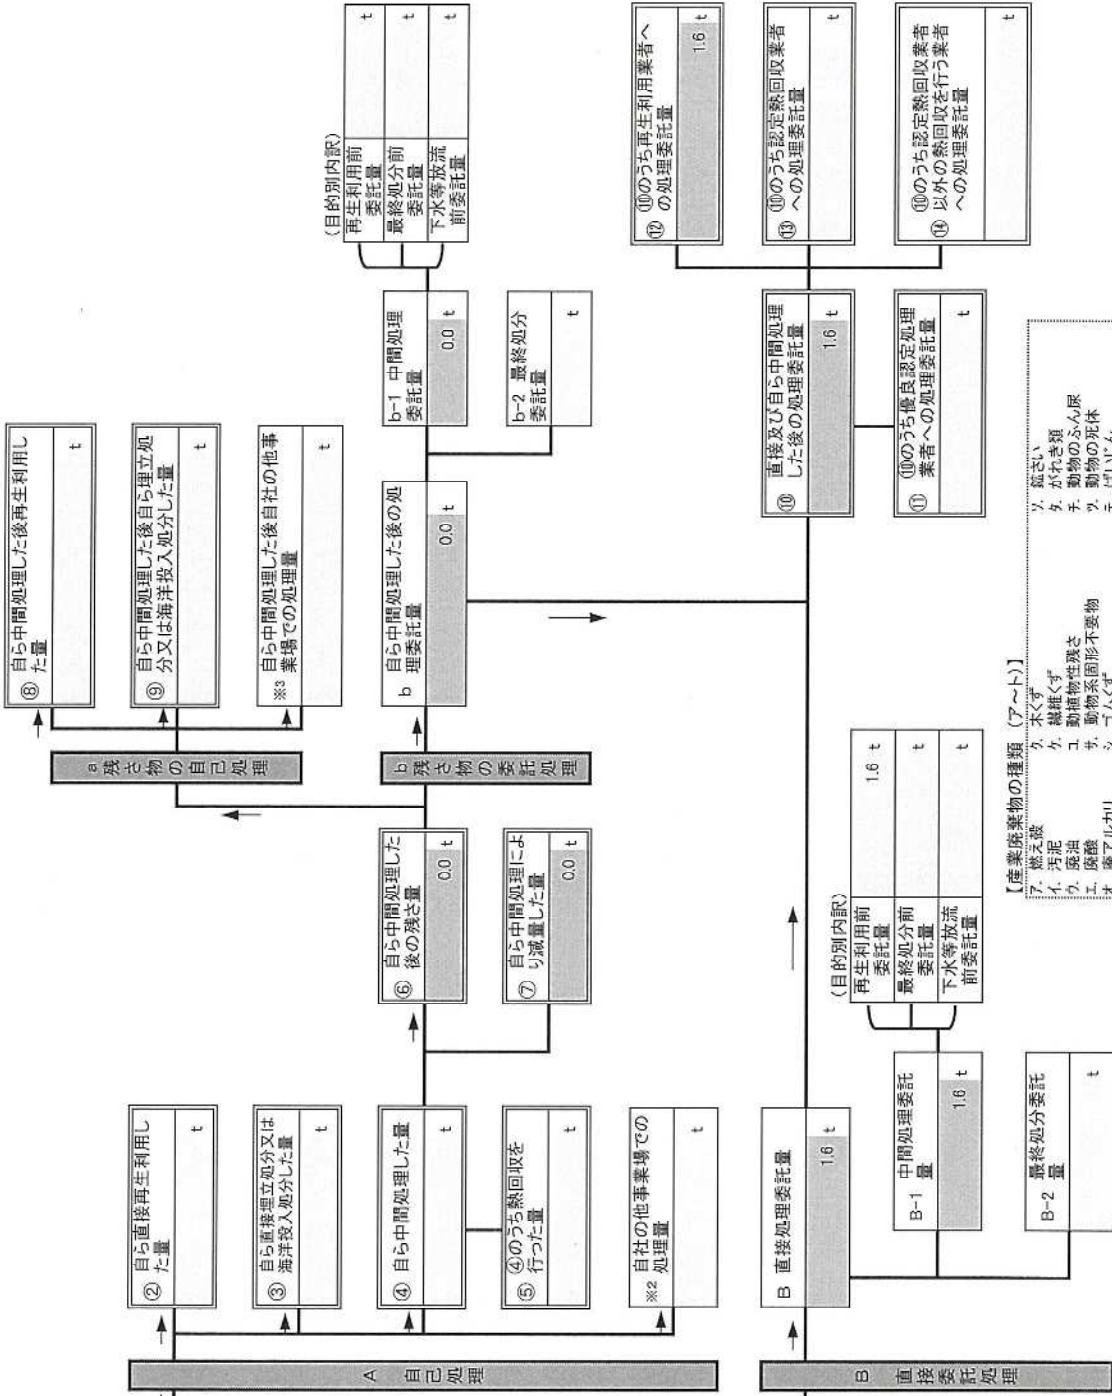 A 自己処理
② 自ら直接再生利用し
た量
t
③ 自ら直接埋立処分又は
海洋投入処分した量
t
④ 自ら中間処理した量
t
⑤ ④のうち熱回収を
行った量
t
※2 自社の他事業場での
処理量
t
⑥ 自ら中間処理した
後の残さ量
0.0 t
⑦ 自ら中間処理によ
り減量した量
0.0 t
a 残さ物の自己処理
⑧ 自ら中間処理した後再生利用し
た量
t
⑨ 自ら中間処理した後自ら埋立処
分又は海洋投入処分した量
t
※3 自ら中間処理した後自社の他事
業場での処理量
t
b 残さ物の委託処理
b 自ら中間処理した後の処
理委託量
0.0 t
b-1 中間処理
委託量
0.0 t
b-2 最終処分
委託量
t
(目的別内訳)
再生利用前
委託量
t
最終処分前
委託量
t
下水等放流
前委託量
t
B 直接委託処理
B 直接処理委託量
1.6 t
B-1 中間処理委託
量
1.6 t
B-2 最終処分委託
量
t
(目的別内訳)
再生利用前
委託量
1.6 t
最終処分前
委託量
t
下水等放流
前委託量
t
⑩ 直接及び自ら中間処理
した後の処理委託量
1.6 t
⑪ ⑩のうち優良認定処理
業者への処理委託量
t
⑫ ⑩のうち再生利用業者へ
の処理委託量
1.6 t
⑬ ⑩のうち認定熱回収業者
への処理委託量
t
⑭ ⑩のうち認定熱回収業者
以外の熱回収を行う業者
への処理委託量
t
【産業廃棄物の種類 (ア~ト)】
ア. 燃え殻
イ. 汚泥
ウ. 廃油
エ. 廃酸
オ. 廃アルカリ
ク. 木くず
ケ. 繊維くず
コ. 動植物性残さ
サ. 動物系固形不要物
シ. ゴムくず
ソ. 鉱さい
タ. がれき類
チ. 動物のふん尿
ツ. 動物の死体
テ. ばいじん